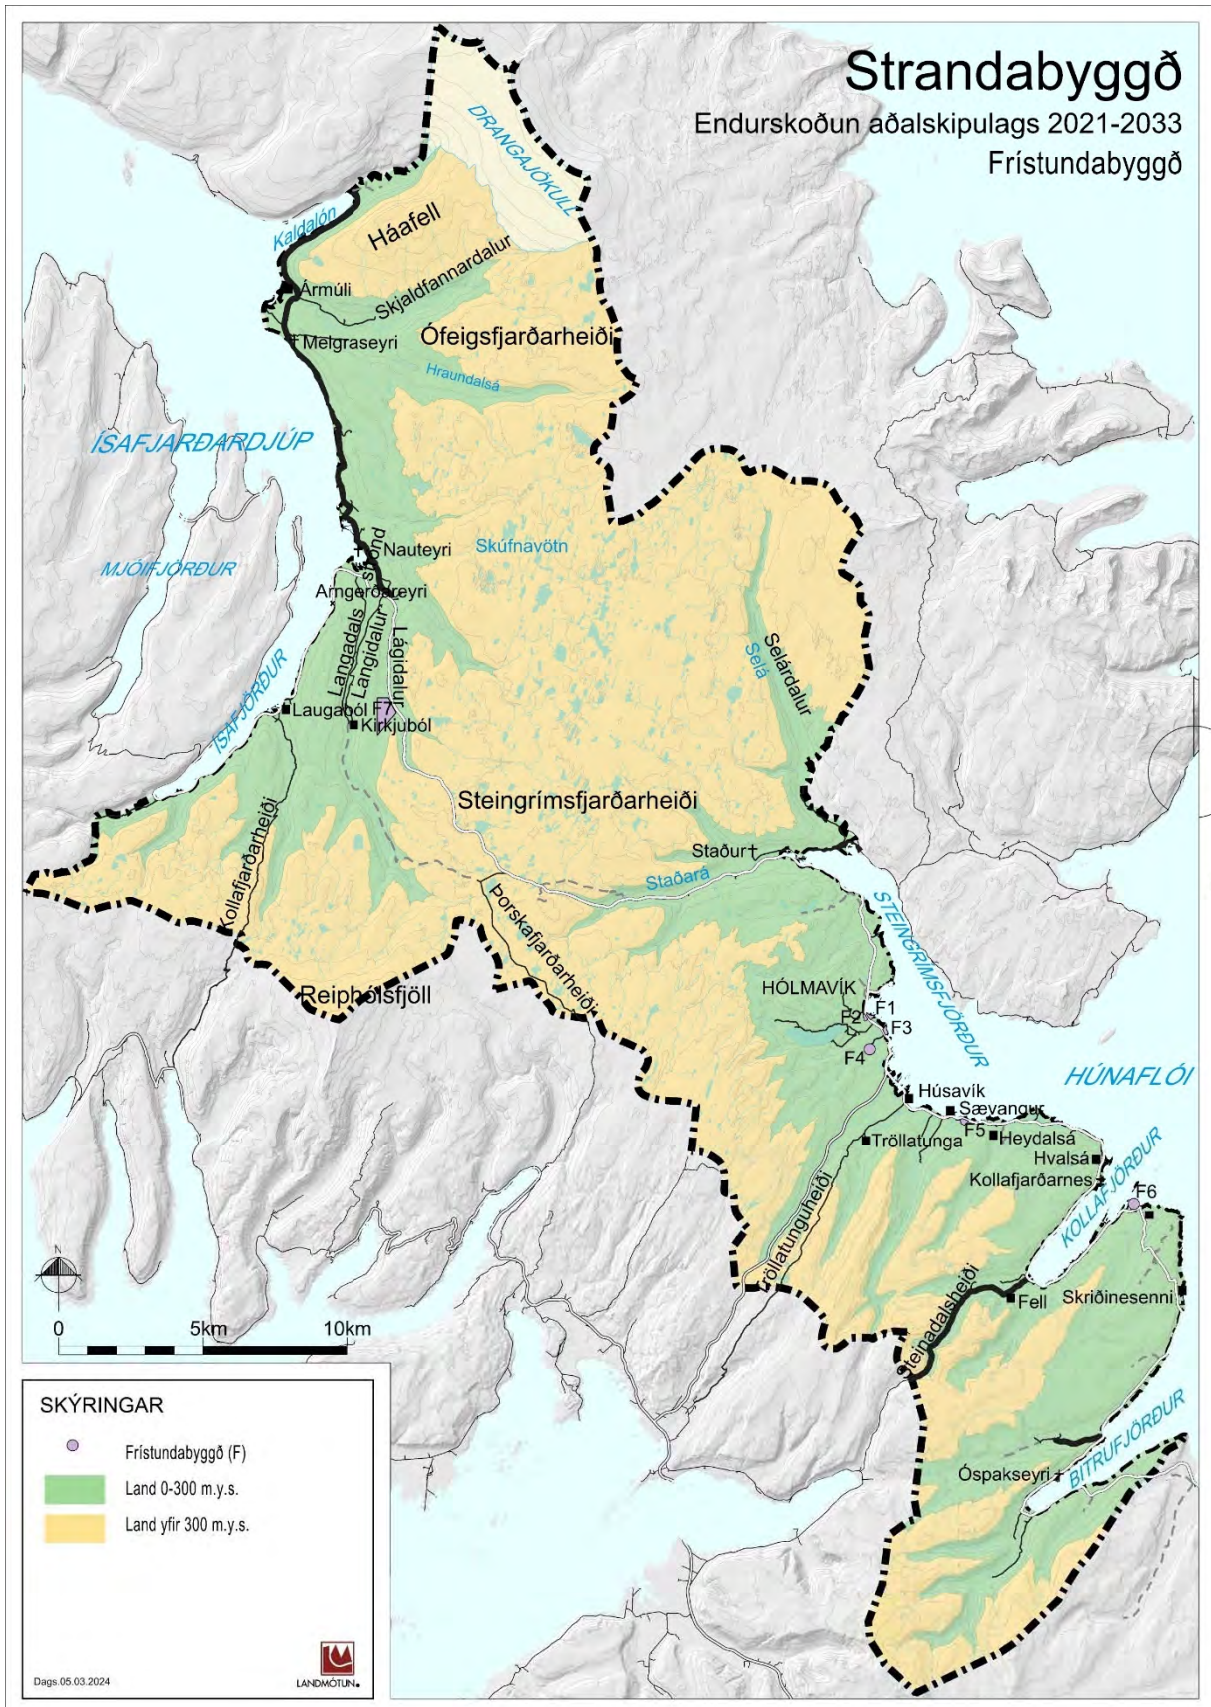 Strandabyggð
Endurskoðun aðalskipulags 2021-2033
Frístundabyggð
DRANGAJÖKULL
Kaldalón
Háafell
Skjaldfannardalur
Ármúli
Melgraseyri
Ófeigsfjarðarheiði
Hraundalsá
ÍSAFJARÐARDJÚP
Skúfnavötn
Nauteyri
MJÓIFJÖRÐUR
Arngerðareyri
Langadals
strönd
Langidalur
Lágidalur
Selá
Selárdalur
ÍSAFJÖRÐUR
Laugaból
F7
Kirkjuból
Steingrímsfjarðarheiði
Kollafjarðarheiði
Staður
Staðará
Þorskafjarðarheiði
STEINGRÍMSFJÖRÐUR
Reiphólsfjöll
HÓLMAVÍK
F1
F2
F3
F4
HÚNAFLÓI
Húsavík
Sævangur
F5
Tröllatunga
Heydalsá
Hvalsá
Kollafjarðarnes
KOLLAFJÖRÐUR
F6
Tröllatunguheiði
Steinadalsheiði
Fell
Skriðinesenni
BITRUFJÖRÐUR
Óspakseyri
N
0 5km 10km
SKÝRINGAR
Frístundabyggð (F)
Land 0-300 m.y.s.
Land yfir 300 m.y.s.
Dags.05.03.2024
LANDMÓTUN